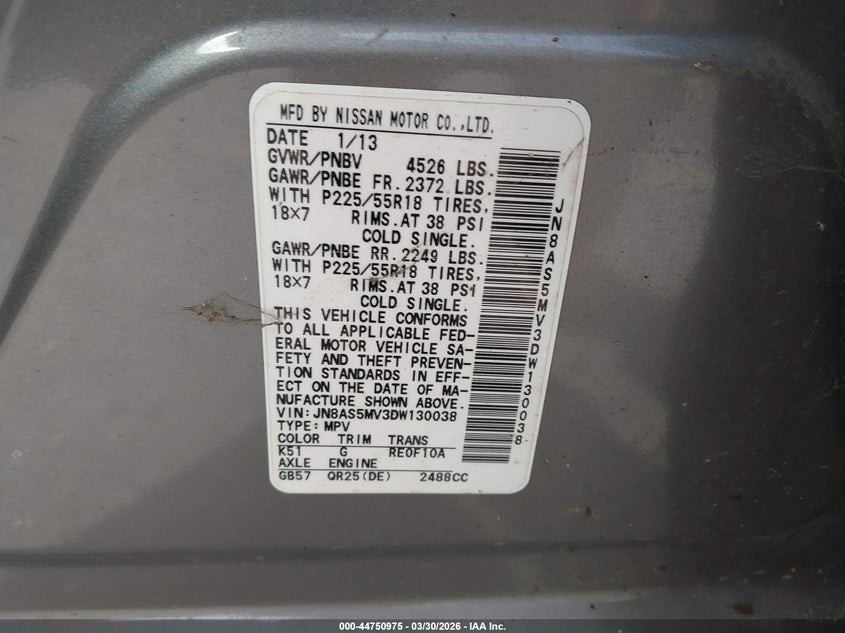 MFD BY NISSAN MOTOR CO.,LTD.
DATE 1/13
GVWR/PNBV 4526 LBS.
GAWR/PNBE FR. 2372 LBS.
WITH P225/55R18 TIRES,
18X7 RIMS.AT 38 PSI
COLD SINGLE.
GAWR/PNBE RR. 2249 LBS.
WITH P225/55R18 TIRES,
18X7 RIMS.AT 38 PSI
COLD SINGLE.
THIS VEHICLE CONFORMS
TO ALL APPLICABLE FED-
ERAL MOTOR VEHICLE SA-
FETY AND THEFT PREVEN-
TION STANDARDS IN EFF-
ECT ON THE DATE OF MA-
NUFACTURE SHOWN ABOVE.
VIN:JN8AS5MV3DW130038
TYPE:MPV
COLOR TRIM TRANS
K51 G RE0F10A
AXLE ENGINE
GB57 QR25(DE) 2488CC
JN8AS5MV3DW130038
000-44750975 — 03/30/2026 — IAA Inc.